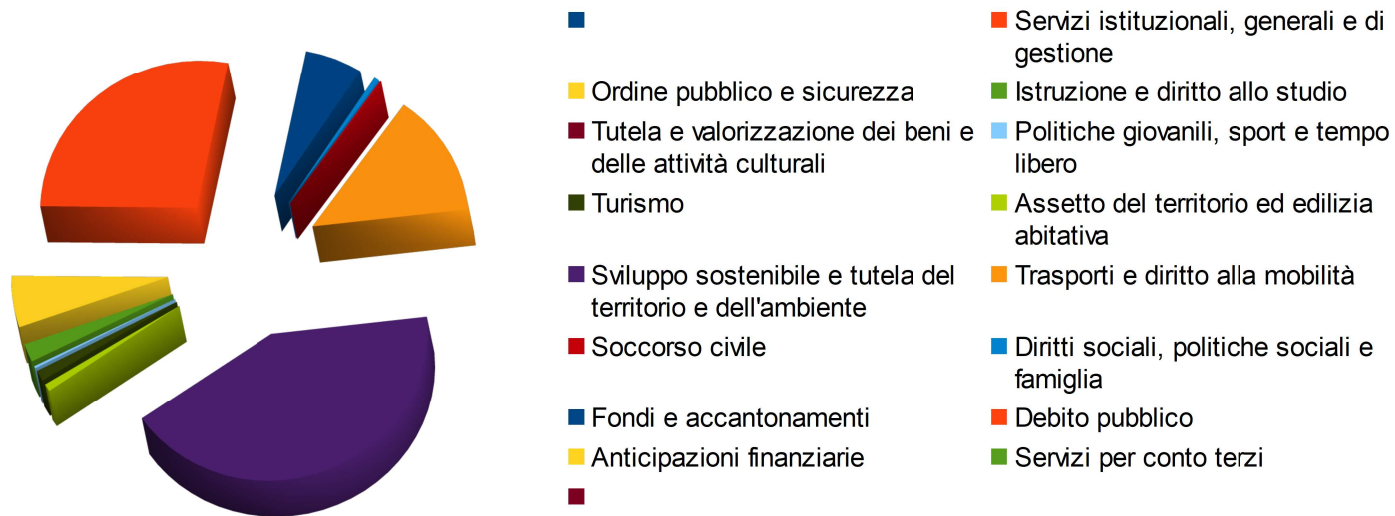 Servizi istituzionali, generali e di
gestione
Ordine pubblico e sicurezza
Istruzione e diritto allo studio
Tutela e valorizzazione dei beni e
delle attività culturali
Politiche giovanili, sport e tempo
libero
Turismo
Assetto del territorio ed edilizia
abitativa
Sviluppo sostenibile e tutela del
territorio e dell'ambiente
Trasporti e diritto alla mobilità
Soccorso civile
Diritti sociali, politiche sociali e
famiglia
Fondi e accantonamenti
Debito pubblico
Anticipazioni finanziarie
Servizi per conto terzi